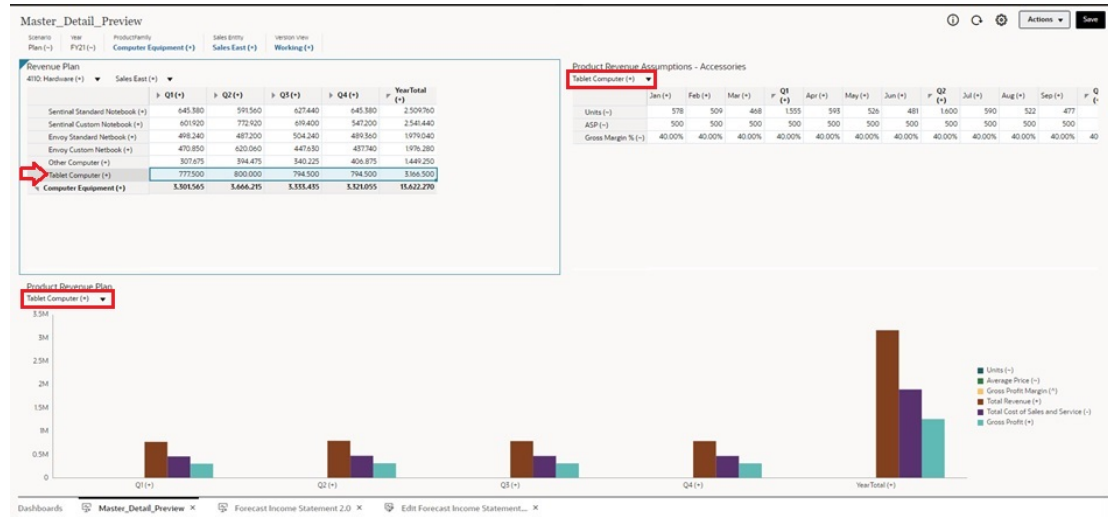 Master_Detail_Preview
Actions ▼ Save
Scenario Year ProductFamily Sales Entity Version View
Plan (~) FY21 (~) Computer Equipment (+) Sales East (+) Working (+)
Revenue Plan
4110: Hardware (+) ▼ Sales East (+) ▼
Q1 (+) Q2 (+) Q3 (+) Q4 (+) YearTotal (+)
Sentinal Standard Notebook (+) 645.380 591.560 627.440 645.380 2.509.760
Sentinal Custom Notebook (+) 601.920 772.920 619.400 547.200 2.541.440
Envoy Standard Netbook (+) 498.240 487.200 504.240 489.360 1.979.040
Envoy Custom Netbook (+) 470.850 620.060 447.630 437.740 1.976.280
Other Computer (+) 307.675 394.475 340.225 406.875 1.449.250
Tablet Computer (+) 777.500 800.000 794.500 794.500 3.166.500
Computer Equipment (+) 3.301.565 3.666.215 3.333.435 3.321.055 13.622.270
Product Revenue Assumptions - Accessories
Tablet Computer (+) ▼
Jan (+) Feb (+) Mar (+) Q1 (+) Apr (+) May (+) Jun (+) Q2 (+) Jul (+) Aug (+) Sep (+)
Units (~) 578 509 468 1.555 593 526 481 1.600 590 522 477
ASP (~) 500 500 500 500 500 500 500 500 500 500 500
Gross Margin % (~) 40.00% 40.00% 40.00% 40.00% 40.00% 40.00% 40.00% 40.00% 40.00% 40.00% 40.00% 40
Product Revenue Plan
Tablet Computer (+) ▼
3.5M
3M
2.5M
2M
1.5M
1M
0.5M
0
Q1 (+) Q2 (+) Q3 (+) Q4 (+) YearTotal (+)
Units (~)
Average Price (~)
Gross Profit Margin (^)
Total Revenue (+)
Total Cost of Sales and Service (-)
Gross Profit (+)
Dashboards Master_Detail_Preview × Forecast Income Statement 2.0 × Edit Forecast Income Statement... ×